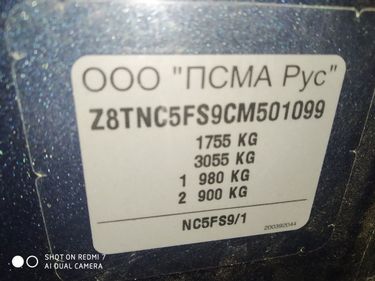 ООО "ПСМА Рус"
Z8TNC5FS9CM501099
1755 KG
3055 KG
1 980 KG
2 900 KG
NC5FS9/1
200392044
SHOT ON REDMI 7
AI DUAL CAMERA